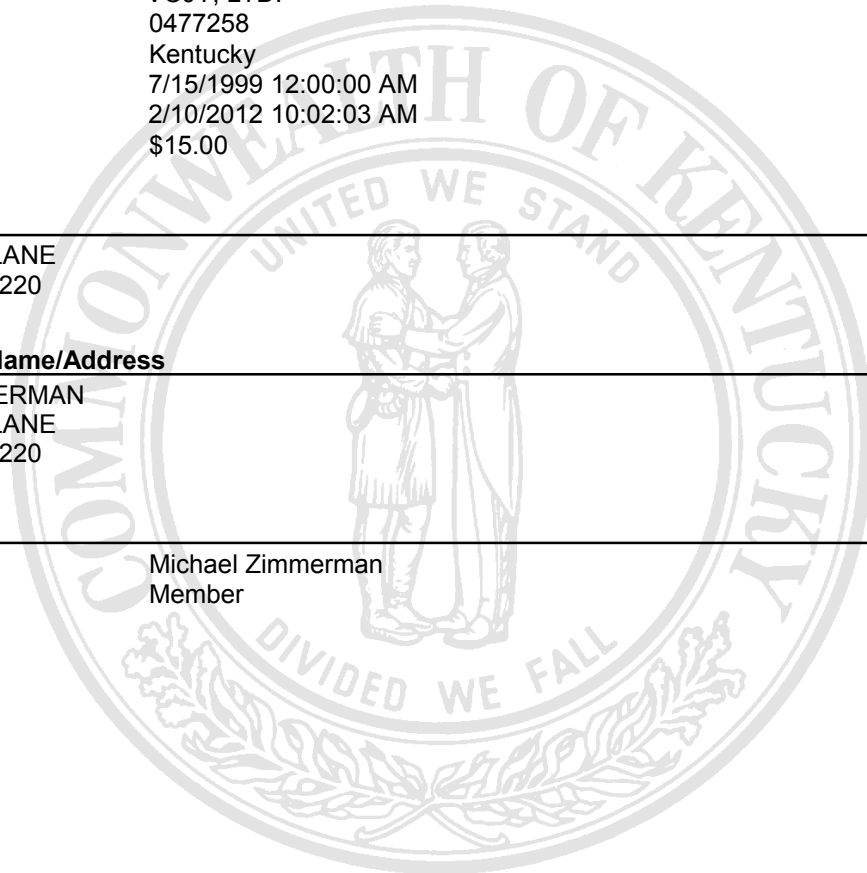 0477258
Kentucky
7/15/1999 12:00:00 AM
2/10/2012 10:02:03 AM
$15.00
LANE
220
Name/Address
ERMAN
LANE
220
Michael Zimmerman
Member
COMMONWEALTH OF KENTUCKY
UNITED WE STAND
DIVIDED WE FALL